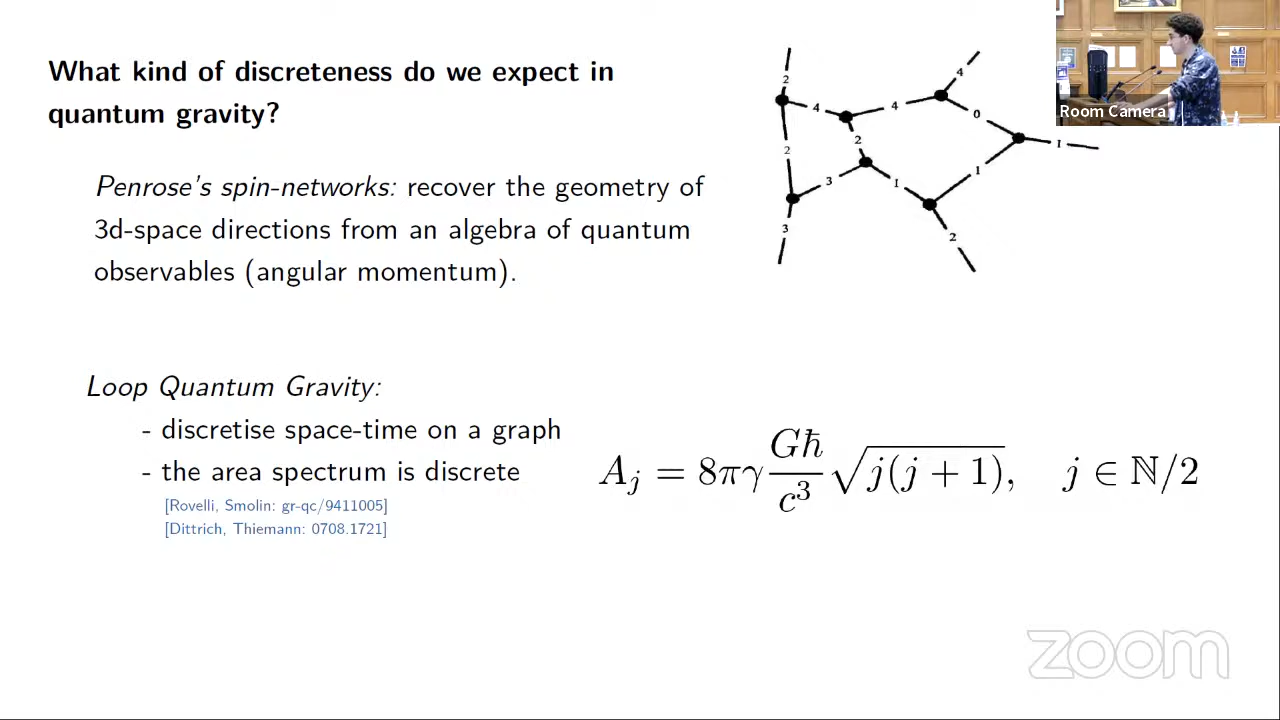 What kind of discreteness do we expect in
quantum gravity?
Penrose's spin-networks: recover the geometry of
3d-space directions from an algebra of quantum
observables (angular momentum).
2
4
4
4
0
1
2
2
3
1
1
3
2
Room Camera
Loop Quantum Gravity:
- discretise space-time on a graph
- the area spectrum is discrete
[Rovelli, Smolin: gr-qc/9411005]
[Dittrich, Thiemann: 0708.1721]
A_j = 8πγ Għ/c³ √j(j + 1), j ∈ ℕ/2
zoom